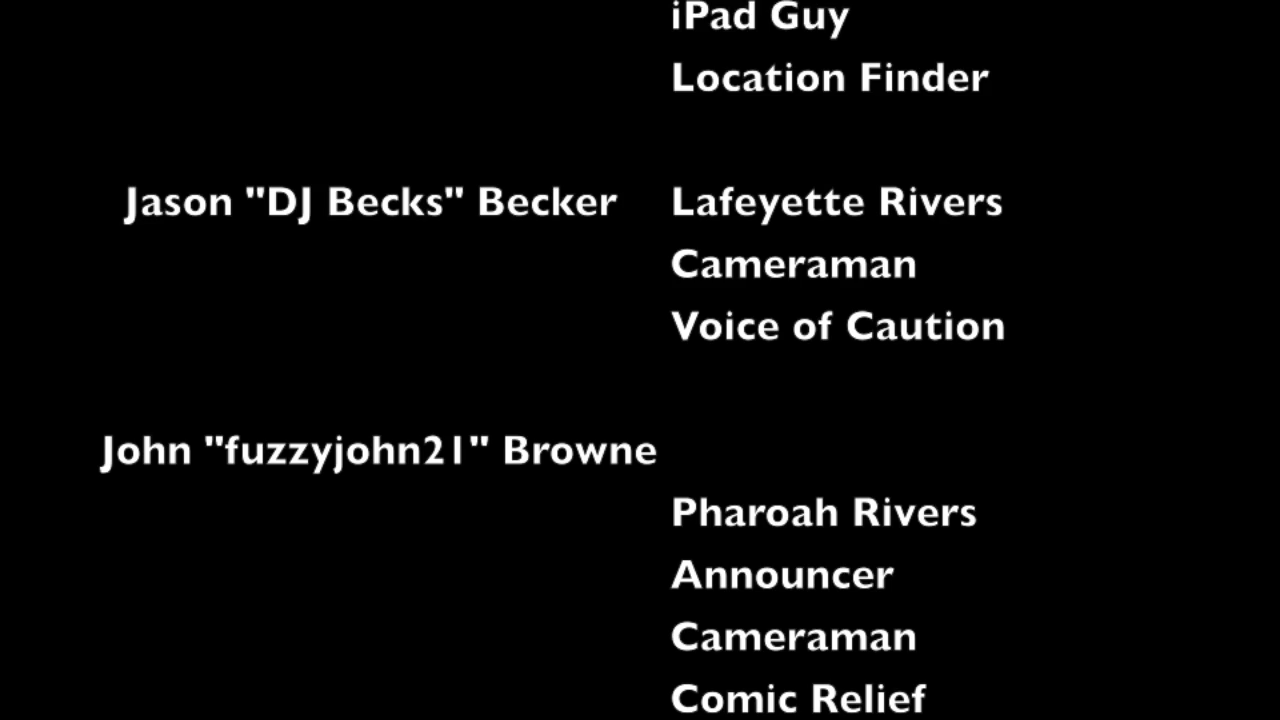 iPad Guy
Location Finder
Jason "DJ Becks" Becker Lafeyette Rivers
Cameraman
Voice of Caution
John "fuzzyjohn21" Browne
Pharoah Rivers
Announcer
Cameraman
Comic Relief